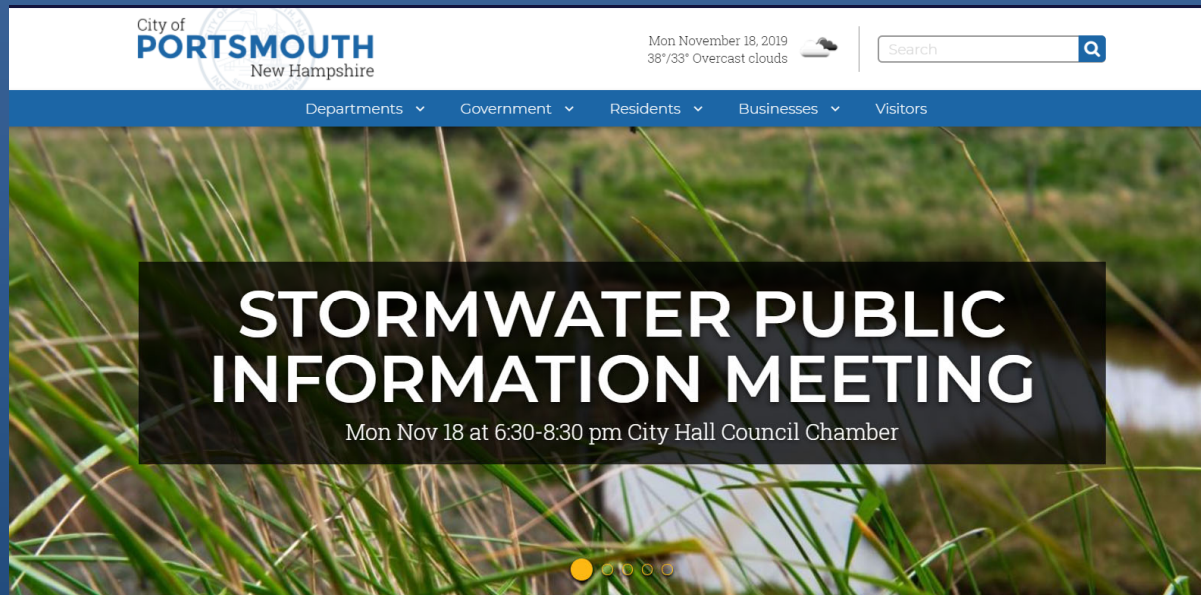 City of
PORTSMOUTH
New Hampshire
Mon November 18, 2019
38°/33° Overcast clouds
Search
Departments
Government
Residents
Businesses
Visitors
STORMWATER PUBLIC
INFORMATION MEETING
Mon Nov 18 at 6:30-8:30 pm City Hall Council Chamber